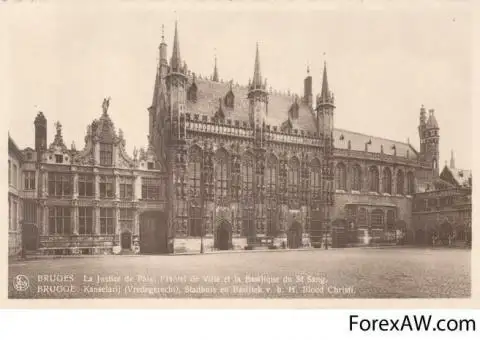 BRUGES La Justice de Paix, l'Hôtel de Ville et la Basilique du St Sang.
BRUGGE Kanselarij (Vredegerecht), Stadhuis en Basiliek v. h. H. Bloed Christi.
ForexAW.com